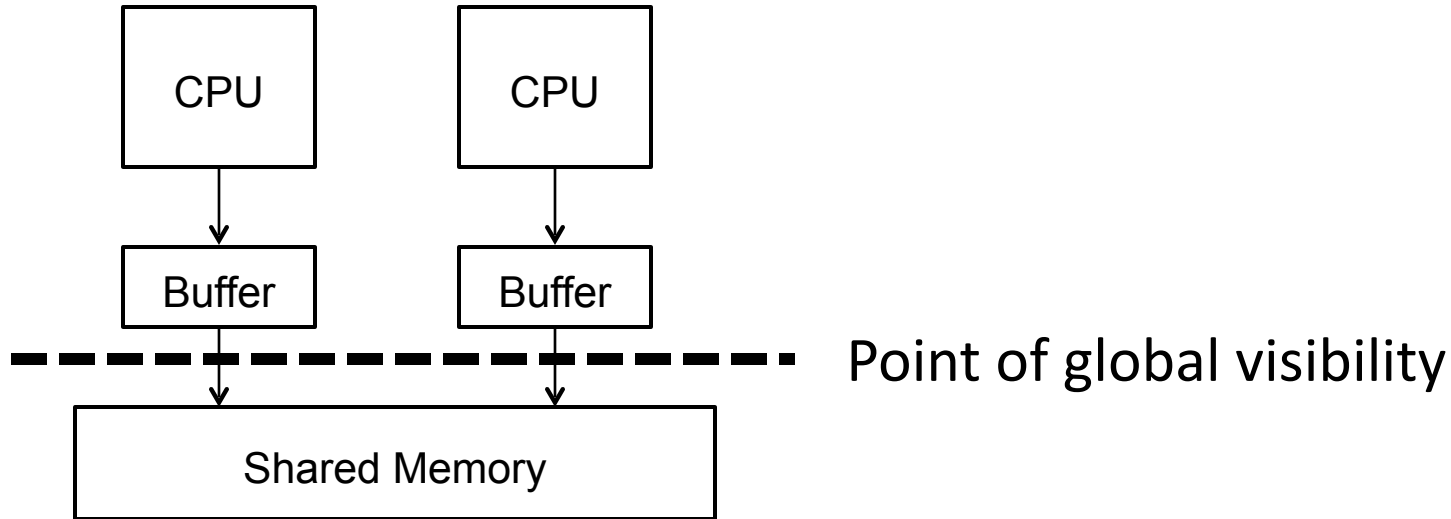 CPU
CPU
Buffer
Buffer
Point of global visibility
Shared Memory